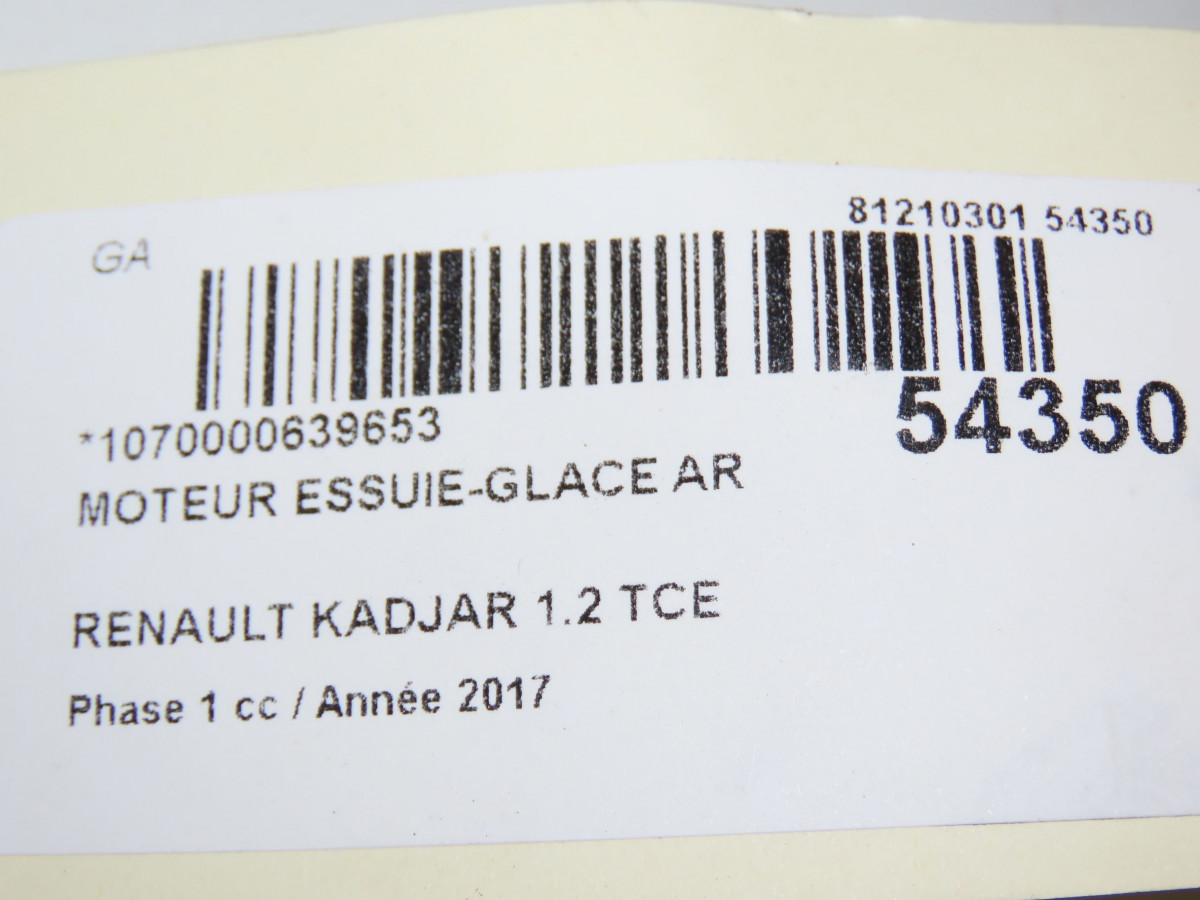 81210301 54350
GA
*1070000639653
54350
MOTEUR ESSUIE-GLACE AR
RENAULT KADJAR 1.2 TCE
Phase 1 cc / Année 2017